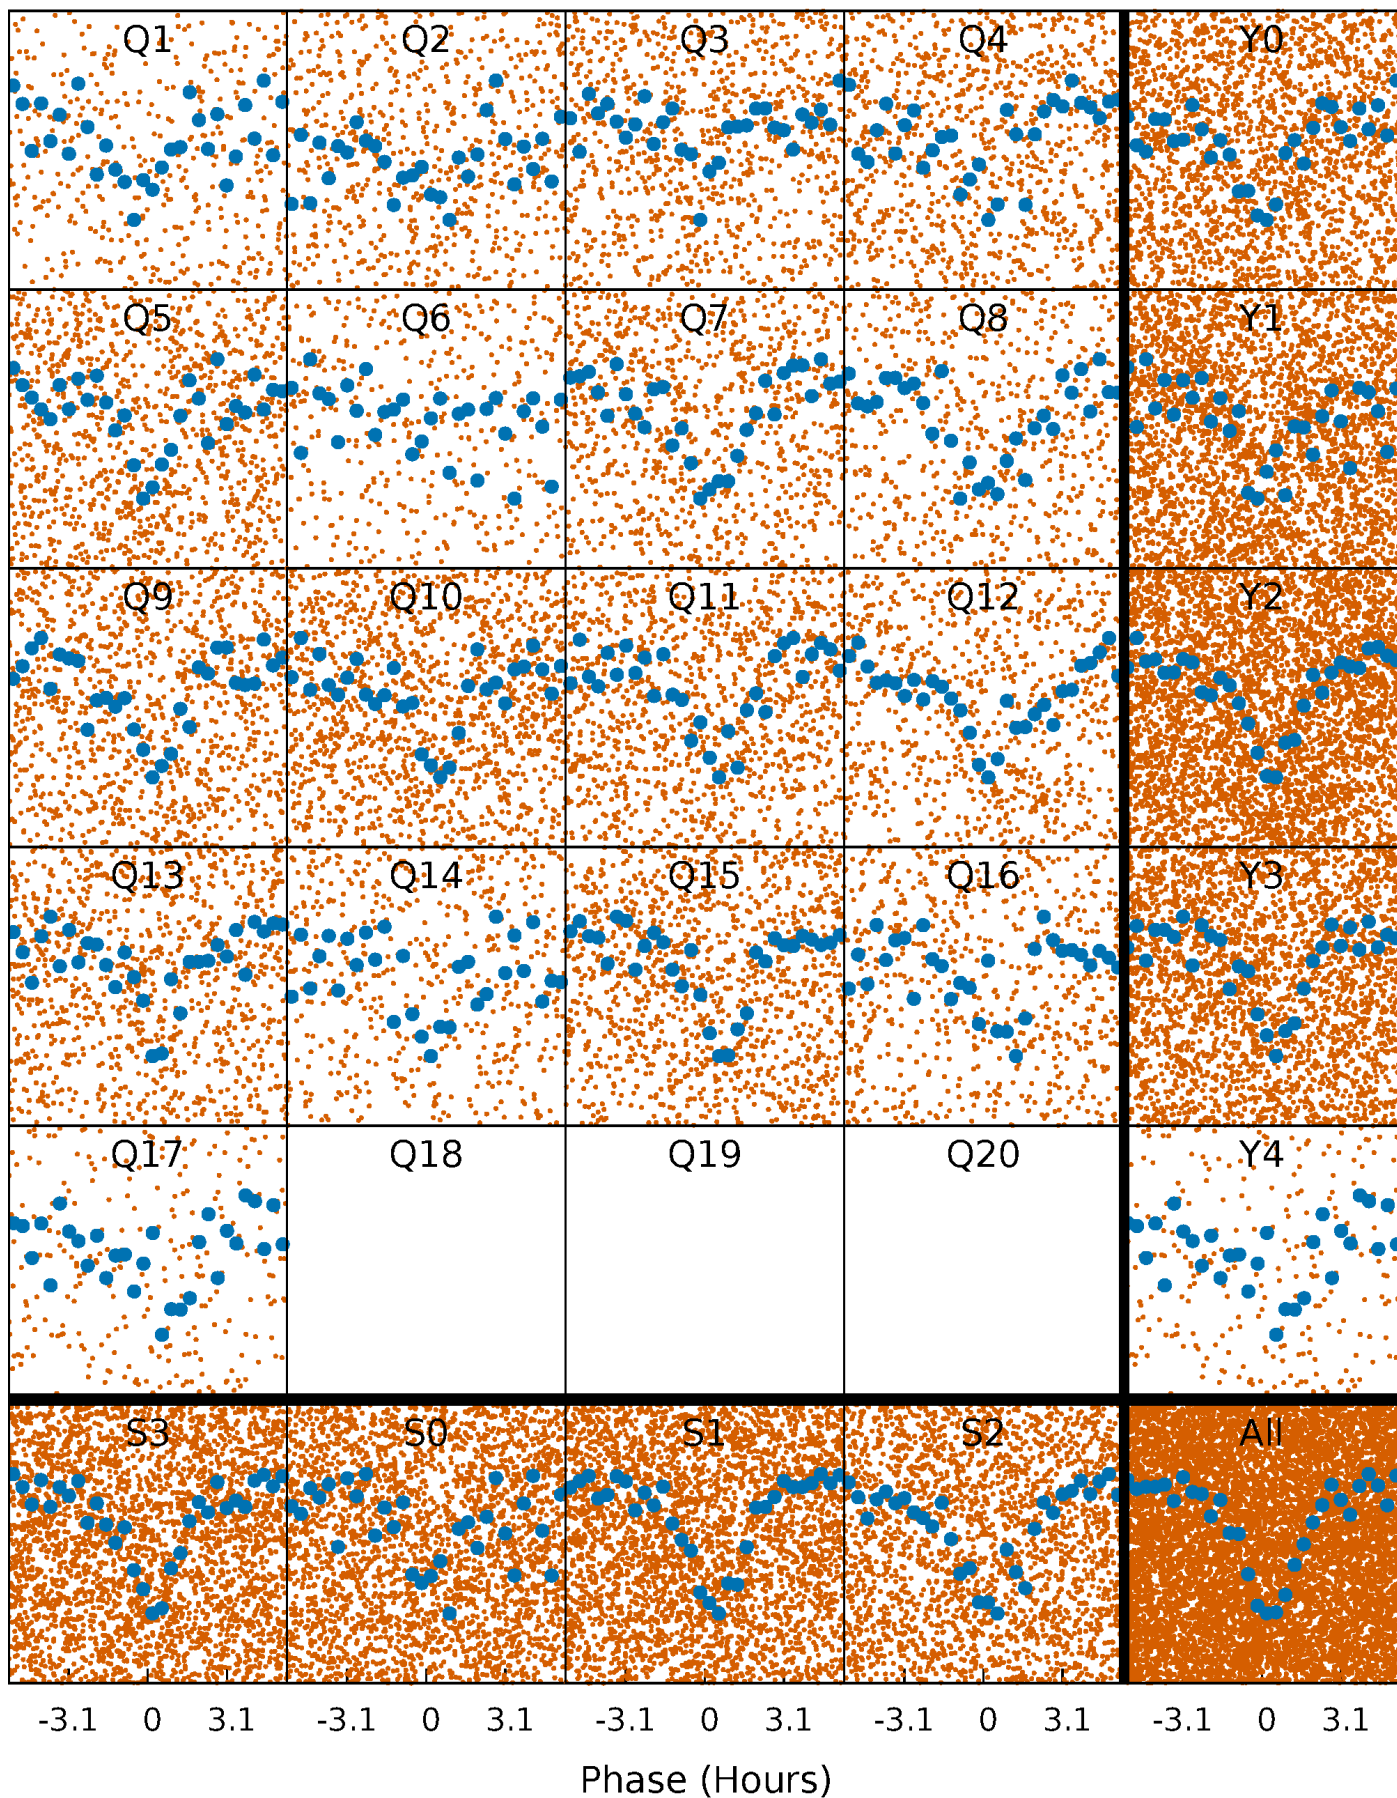 Q1 Q2 Q3 Q4 Y0
Q5 Q6 Q7 Q8 Y1
Q9 Q10 Q11 Q12 Y2
Q13 Q14 Q15 Q16 Y3
Q17 Q18 Q19 Q20 Y4
S3 S0 S1 S2 All
-3.1 0 3.1 -3.1 0 3.1 -3.1 0 3.1 -3.1 0 3.1 -3.1 0 3.1
Phase (Hours)